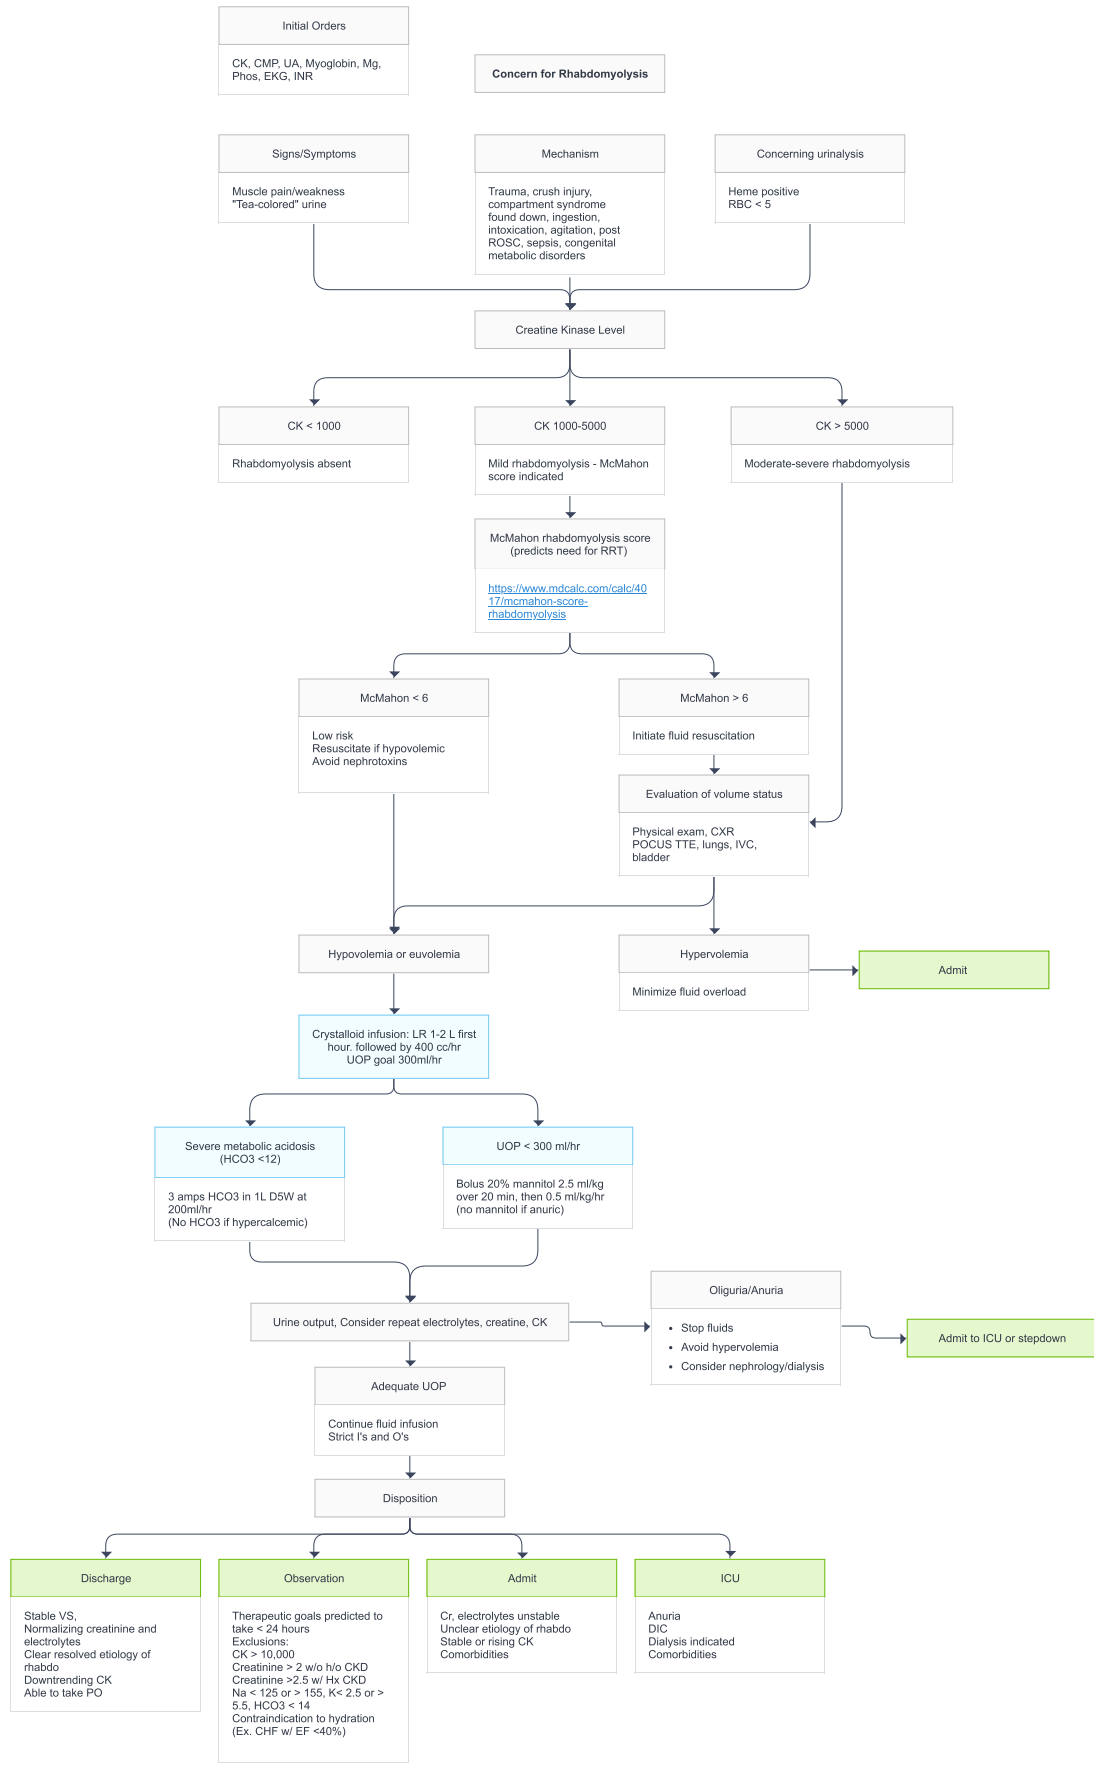 Initial Orders
CK, CMP, UA, Myoglobin, Mg,
Phos, EKG, INR
Concern for Rhabdomyolysis
Signs/Symptoms
Muscle pain/weakness
"Tea-colored" urine
Mechanism
Trauma, crush injury,
compartment syndrome
found down, ingestion,
intoxication, agitation, post
ROSC, sepsis, congenital
metabolic disorders
Concerning urinalysis
Heme positive
RBC < 5
Creatine Kinase Level
CK < 1000
Rhabdomyolysis absent
CK 1000-5000
Mild rhabdomyolysis - McMahon
score indicated
CK > 5000
Moderate-severe rhabdomyolysis
McMahon rhabdomyolysis score
(predicts need for RRT)
https://www.mdcalc.com/calc/40
17/mcmahon-score-
rhabdomyolysis
McMahon < 6
Low risk
Resuscitate if hypovolemic
Avoid nephrotoxins
McMahon > 6
Initiate fluid resuscitation
Evaluation of volume status
Physical exam, CXR
POCUS TTE, lungs, IVC,
bladder
Hypovolemia or euvolemia
Hypervolemia
Minimize fluid overload
Admit
Crystalloid infusion: LR 1-2 L first
hour. followed by 400 cc/hr
UOP goal 300ml/hr
Severe metabolic acidosis
(HCO3 <12)
3 amps HCO3 in 1L D5W at
200ml/hr
(No HCO3 if hypercalcemic)
UOP < 300 ml/hr
Bolus 20% mannitol 2.5 ml/kg
over 20 min, then 0.5 ml/kg/hr
(no mannitol if anuric)
Urine output, Consider repeat electrolytes, creatine, CK
Oliguria/Anuria
• Stop fluids
• Avoid hypervolemia
• Consider nephrology/dialysis
Admit to ICU or stepdown
Adequate UOP
Continue fluid infusion
Strict I's and O's
Disposition
Discharge
Stable VS,
Normalizing creatinine and
electrolytes
Clear resolved etiology of
rhabdo
Downtrending CK
Able to take PO
Observation
Therapeutic goals predicted to
take < 24 hours
Exclusions:
CK > 10,000
Creatinine > 2 w/o h/o CKD
Creatinine >2.5 w/ Hx CKD
Na < 125 or > 155, K< 2.5 or >
5.5, HCO3 < 14
Contraindication to hydration
(Ex. CHF w/ EF <40%)
Admit
Cr, electrolytes unstable
Unclear etiology of rhabdo
Stable or rising CK
Comorbidities
ICU
Anuria
DIC
Dialysis indicated
Comorbidities